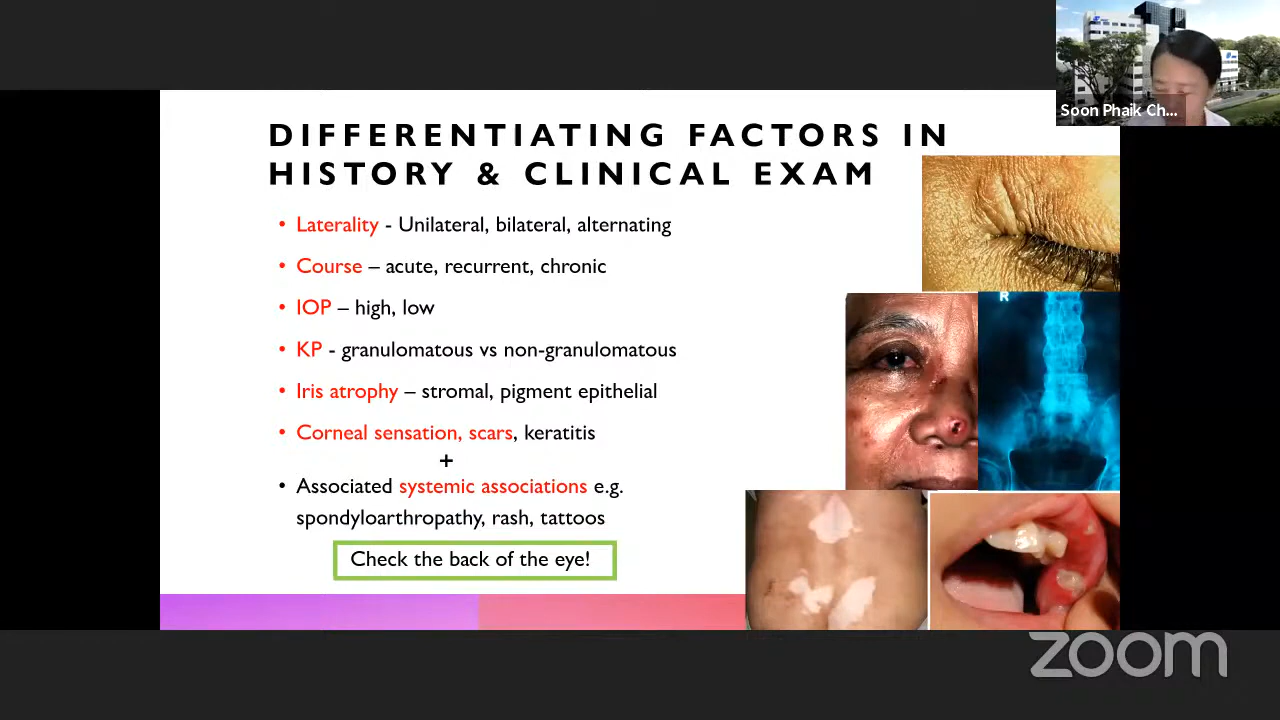 Soon Phaik Ch...
DIFFERENTIATING FACTORS IN
HISTORY & CLINICAL EXAM
• Laterality - Unilateral, bilateral, alternating
• Course – acute, recurrent, chronic
• IOP – high, low
• KP - granulomatous vs non-granulomatous
• Iris atrophy – stromal, pigment epithelial
• Corneal sensation, scars, keratitis
+
• Associated systemic associations e.g.
spondyloarthropathy, rash, tattoos
Check the back of the eye!
R
zoom